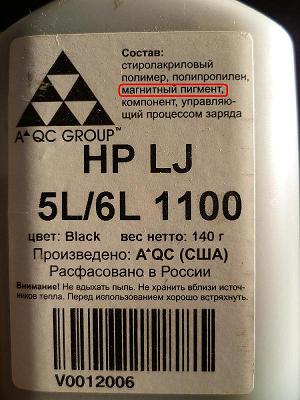 Состав:
стиролакриловый
полимер, полипропилен,
магнитный пигмент,
компонент, управляю-
щий процессом заряда
A▲QC GROUP™
HP LJ
5L/6L 1100
цвет: Black вес нетто: 140 г
Произведено: A▲QC (США)
Расфасовано в России
Внимание! Не вдыхать пыль. Не хранить вблизи источ-
ников тепла. Перед использованием хорошо встряхнуть.
V0012006